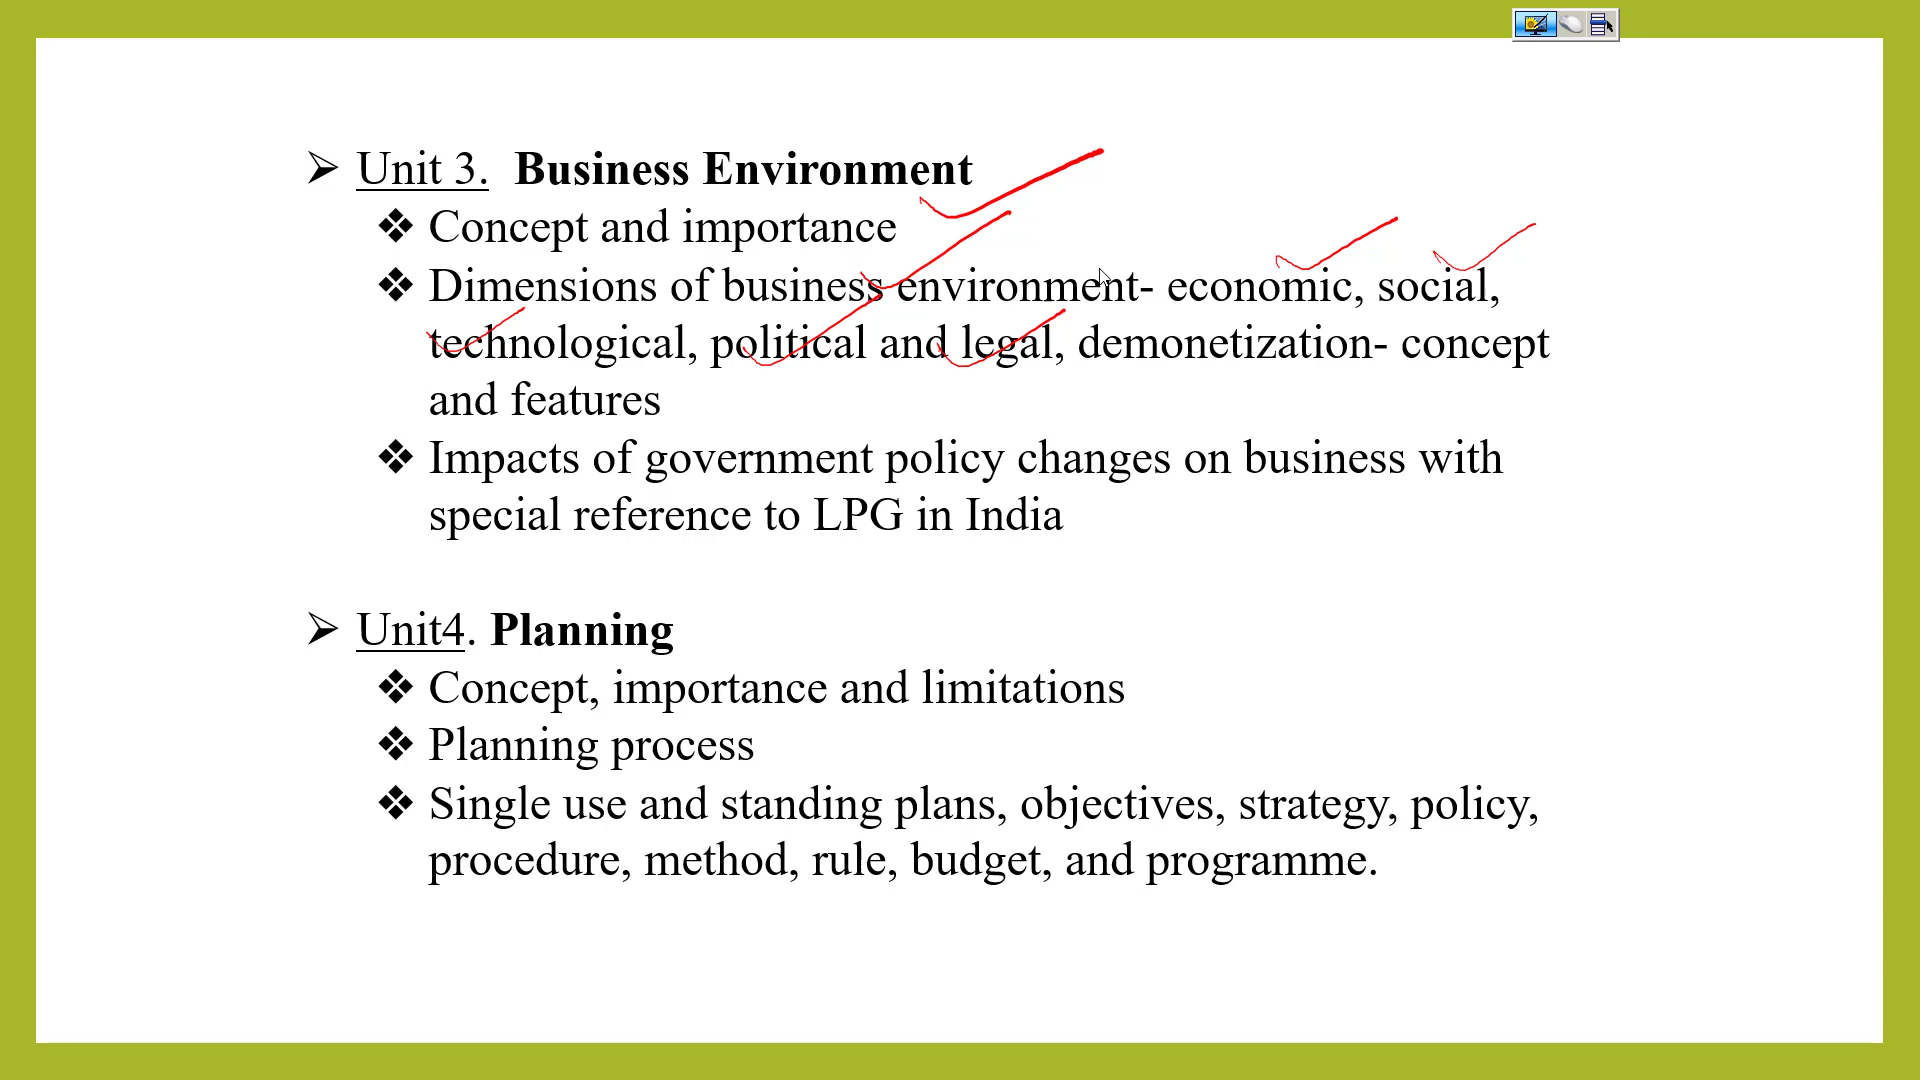 Unit 3. Business Environment
Concept and importance
Dimensions of business environment- economic, social,
technological, political and legal, demonetization- concept
and features
Impacts of government policy changes on business with
special reference to LPG in India
Unit4. Planning
Concept, importance and limitations
Planning process
Single use and standing plans, objectives, strategy, policy,
procedure, method, rule, budget, and programme.